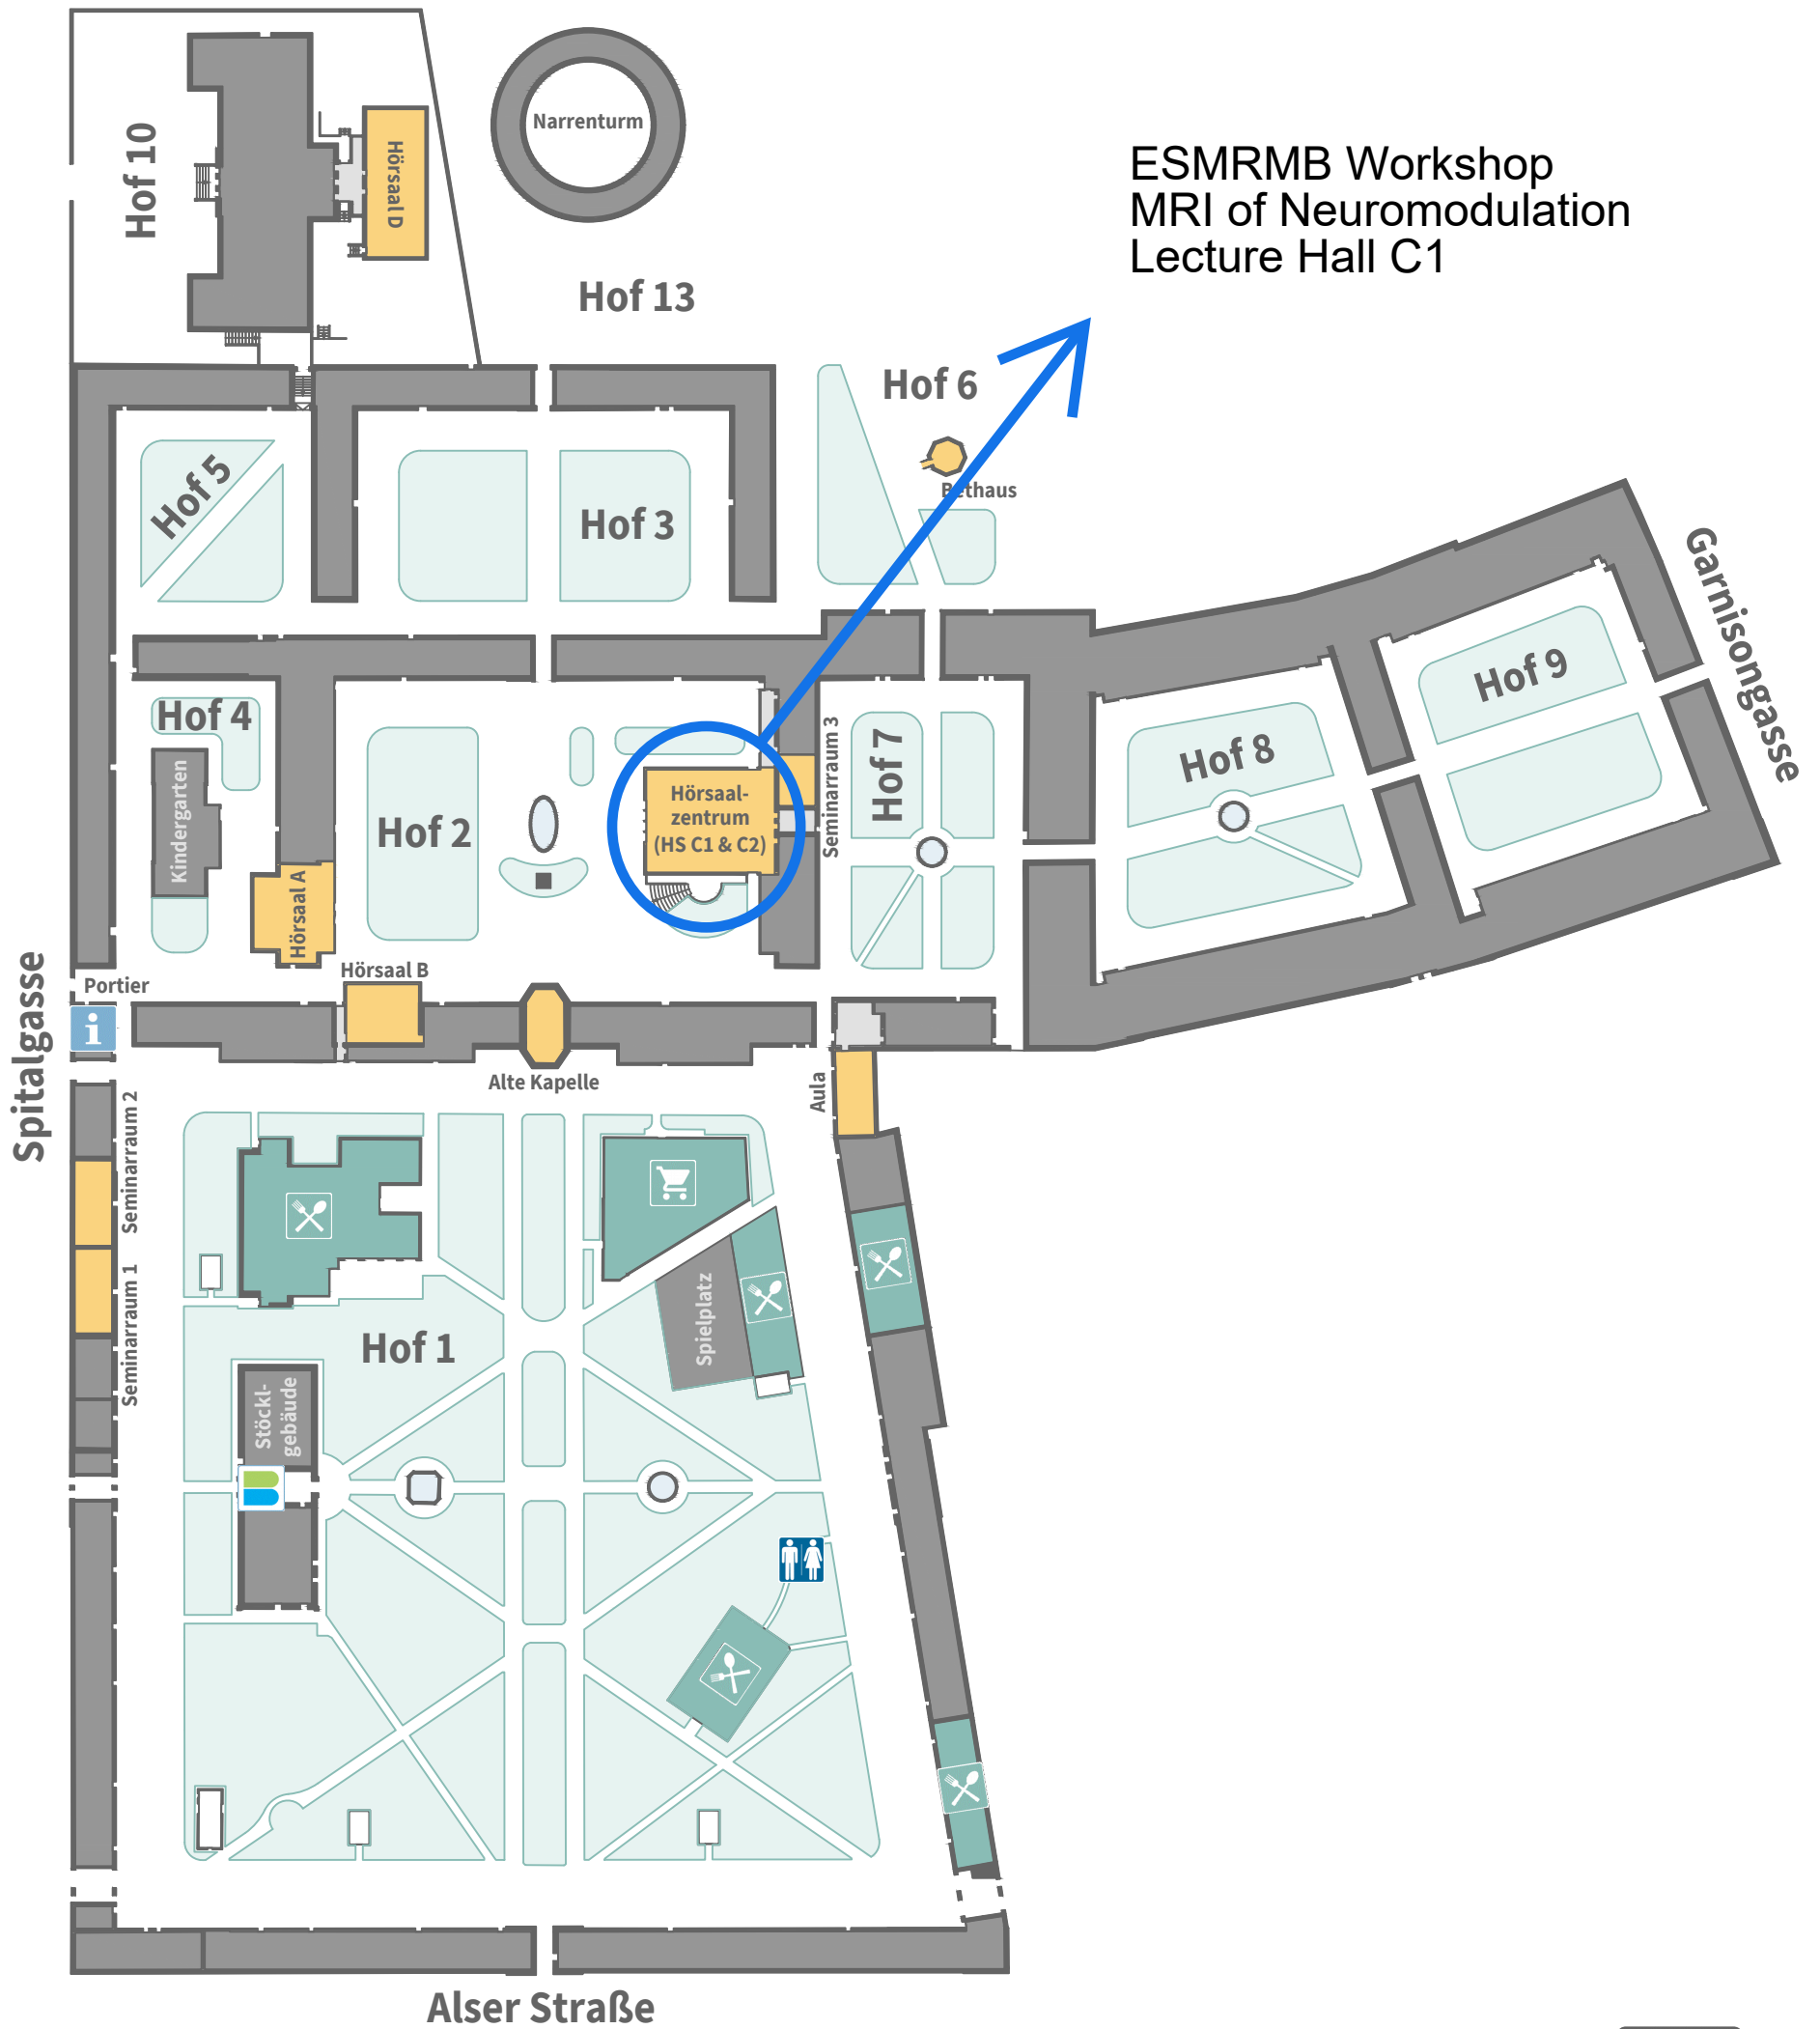 Narrenturm
Hof 10
Hörsaal D
ESMRMB Workshop
MRI of Neuromodulation
Lecture Hall C1
Hof 13
Hof 6
Bethaus
Hof 5
Hof 3
Garnisongasse
Hof 9
Hof 4
Hof 8
Hof 7
Seminarraum 3
Kindergarten
Hof 2
Hörsaal-
zentrum
(HS C1 & C2)
Hörsaal A
Hörsaal B
Portier
i
Spitalgasse
Alte Kapelle
Aula
Seminarraum 2
Seminarraum 1
Spielplatz
Hof 1
Stöckl-
gebäude
Alser Straße